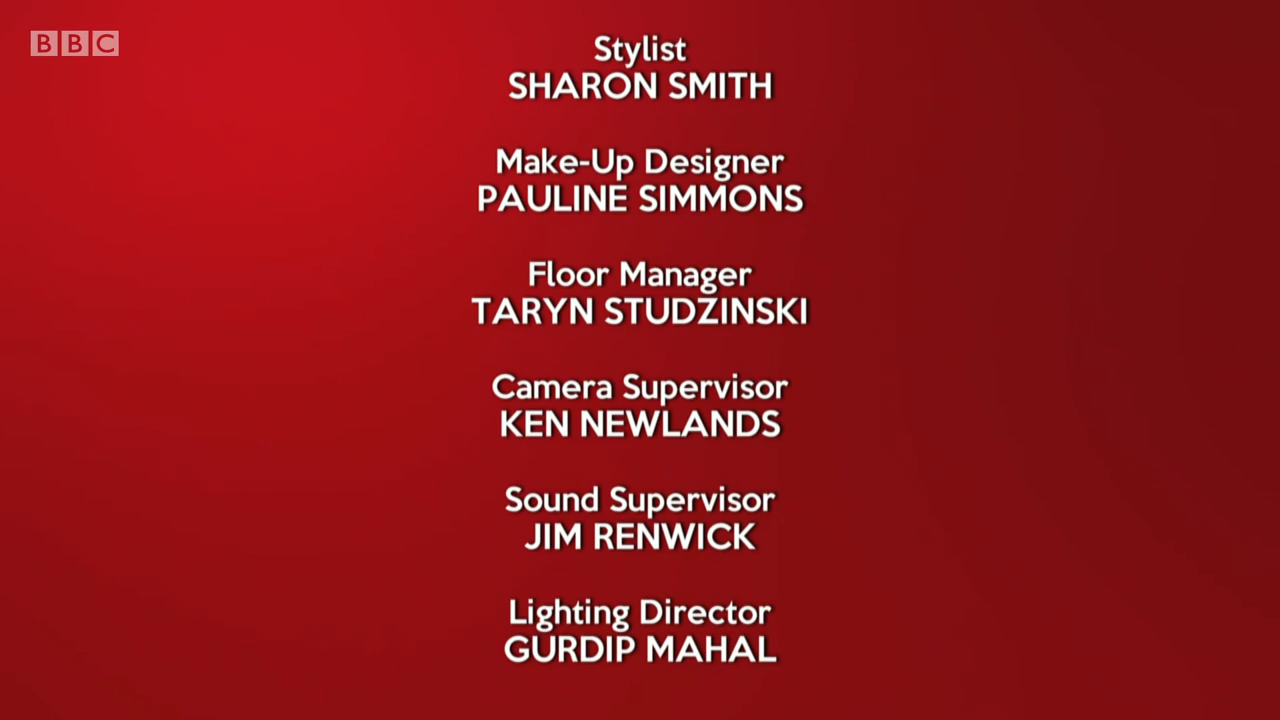 BBC
Stylist
SHARON SMITH
Make-Up Designer
PAULINE SIMMONS
Floor Manager
TARYN STUDZINSKI
Camera Supervisor
KEN NEWLANDS
Sound Supervisor
JIM RENWICK
Lighting Director
GURDIP MAHAL